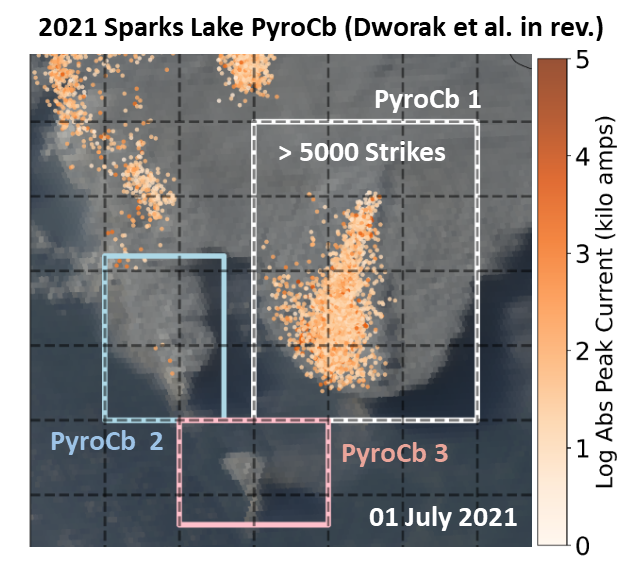 2021 Sparks Lake PyroCb (Dworak et al. in rev.)
PyroCb 1
> 5000 Strikes
PyroCb 2
PyroCb 3
01 July 2021
5
4
3
2
1
0
Log Abs Peak Current (kilo amps)